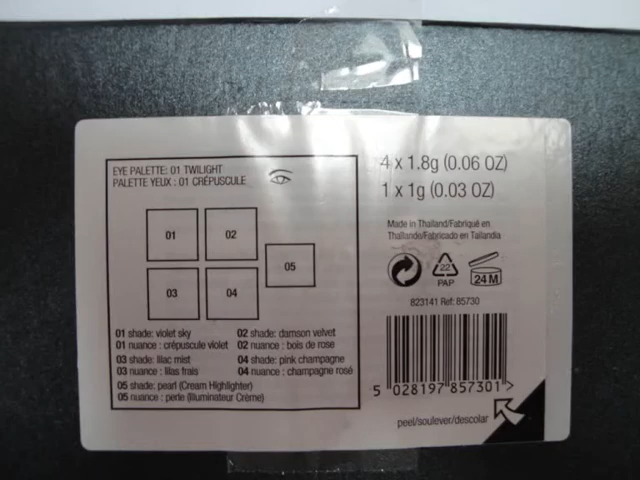 EYE PALETTE: 01 TWILIGHT
PALETTE YEUX : 01 CRÉPUSCULE
01
02
05
03
04
01 shade: violet sky
01 nuance : crépuscule violet
02 shade: damson velvet
02 nuance : bois de rose
03 shade: lilac mist
03 nuance : lilas frais
04 shade: pink champagne
04 nuance : champagne rosé
05 shade: pearl (Cream Highlighter)
05 nuance : perle (Illuminateur Crème)
4 x 1.8g (0.06 OZ)
1 x 1g (0.03 OZ)
Made in Thailand/Fabriqué en
Thaïlande/Fabricado en Tailandia
22
PAP
24 M
823141 Ref: 85730
5 028197 857301 >
peel/soulever/descolar